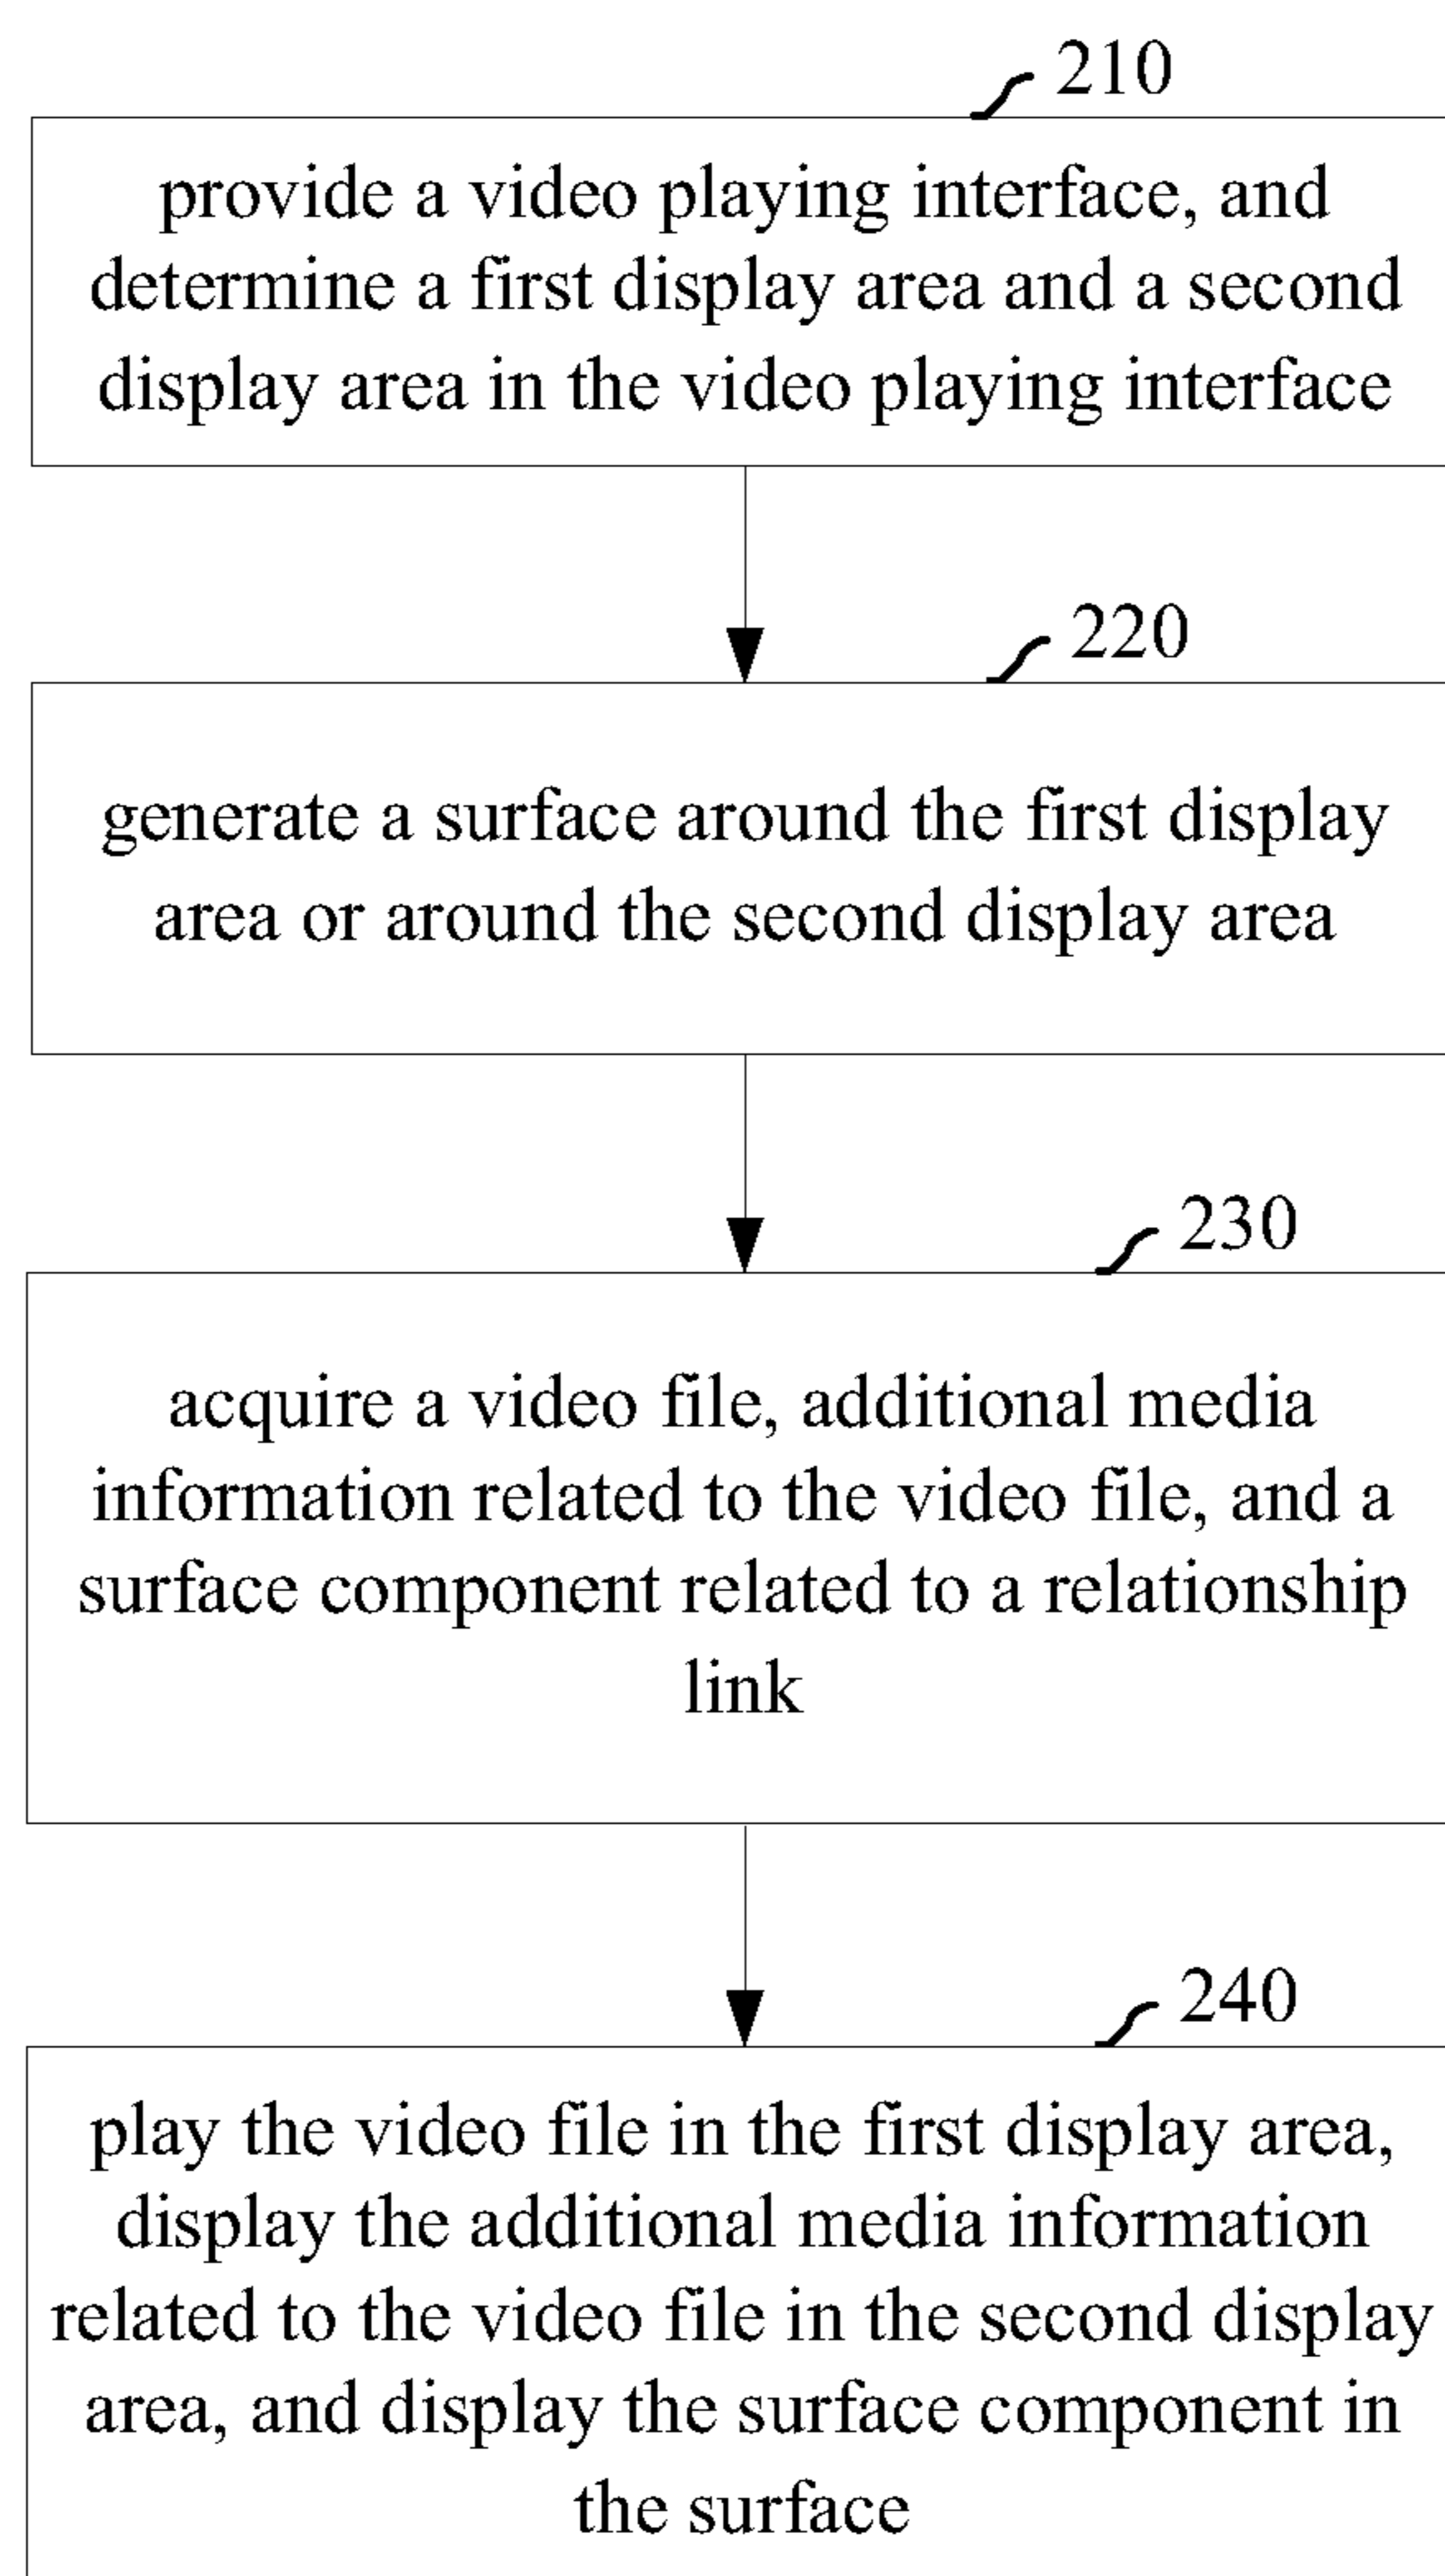 210
provide a video playing interface, and
determine a first display area and a second
display area in the video playing interface
220
generate a surface around the first display
area or around the second display area
230
acquire a video file, additional media
information related to the video file, and a
surface component related to a relationship
link
240
play the video file in the first display area,
display the additional media information
related to the video file in the second display
area, and display the surface component in
the surface